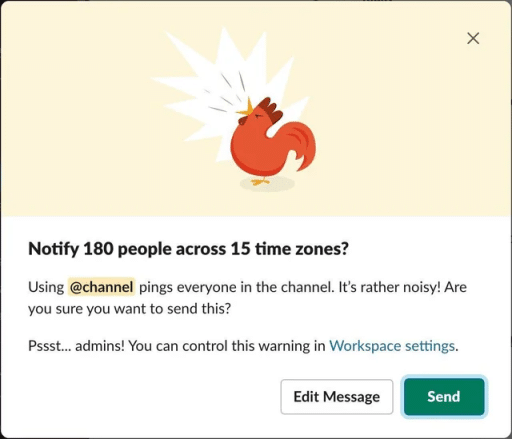 Notify 180 people across 15 time zones?
Using @channel pings everyone in the channel. It's rather noisy! Are
you sure you want to send this?
Pssst... admins! You can control this warning in Workspace settings.
Edit Message
Send